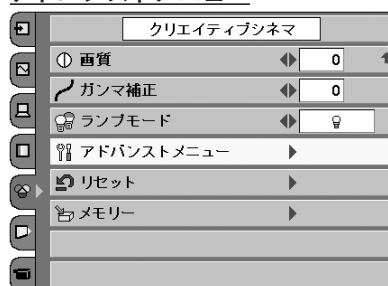 クリエイティブシネマ
画質 0
ガンマ補正 0
ランプモード
アドバンストメニュー
リセット
メモリー